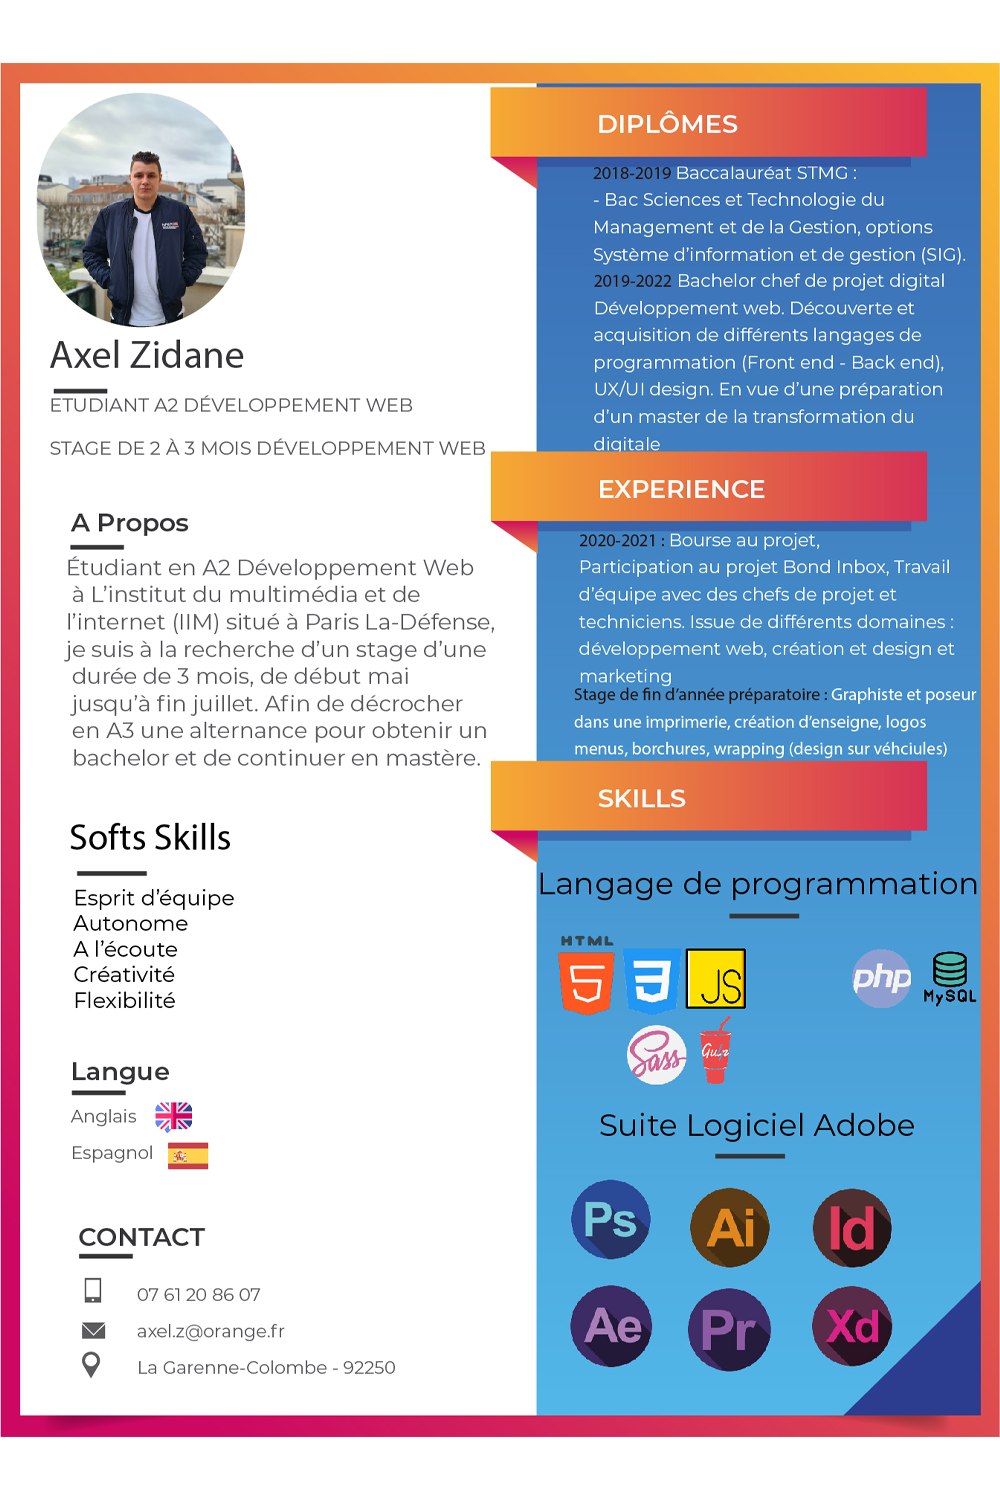 Axel Zidane
ETUDIANT A2 DÉVELOPPEMENT WEB
STAGE DE 2 À 3 MOIS DÉVELOPPEMENT WEB
A Propos
Étudiant en A2 Développement Web
à L’institut du multimédia et de
l’internet (IIM) situé à Paris La-Défense,
je suis à la recherche d’un stage d’une
durée de 3 mois, de début mai
jusqu’à fin juillet. Afin de décrocher
en A3 une alternance pour obtenir un
bachelor et de continuer en mastère.
Softs Skills
Esprit d’équipe
Autonome
A l’écoute
Créativité
Flexibilité
Langue
Anglais
Espagnol
CONTACT
07 61 20 86 07
axel.z@orange.fr
La Garenne-Colombe - 92250
DIPLÔMES
2018-2019 Baccalauréat STMG :
- Bac Sciences et Technologie du
Management et de la Gestion, options
Système d’information et de gestion (SIG).
2019-2022 Bachelor chef de projet digital
Développement web. Découverte et
acquisition de différents langages de
programmation (Front end - Back end),
UX/UI design. En vue d’une préparation
d’un master de la transformation du
digitale
EXPERIENCE
2020-2021 : Bourse au projet,
Participation au projet Bond Inbox, Travail
d’équipe avec des chefs de projet et
techniciens. Issue de différents domaines :
développement web, création et design et
marketing
Stage de fin d’année préparatoire : Graphiste et poseur
dans une imprimerie, création d’enseigne, logos
menus, borchures, wrapping (design sur véhciules)
SKILLS
Langage de programmation
HTML
5 3 JS php MySQL
Sass Gulp
Suite Logiciel Adobe
Ps Ai Id
Ae Pr Xd